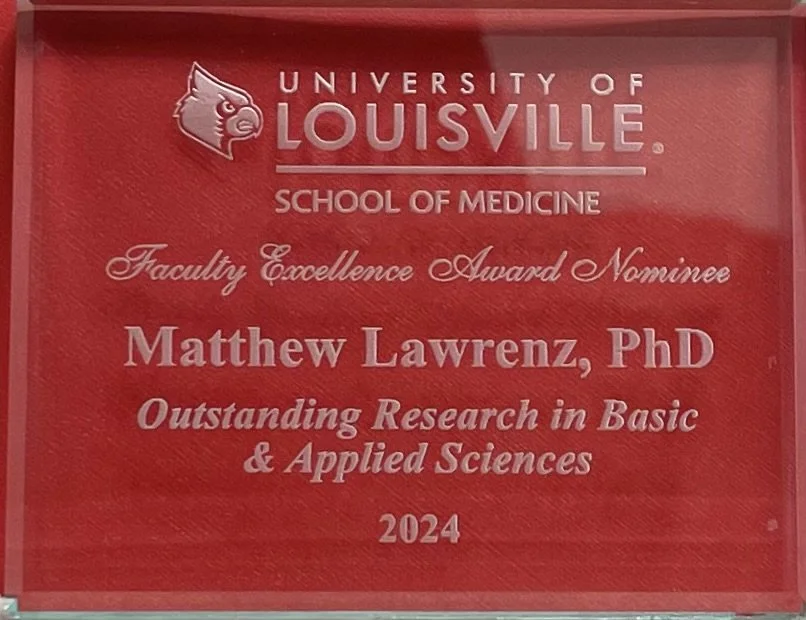 UNIVERSITY OF
LOUISVILLE®
SCHOOL OF MEDICINE
Faculty Excellence Award Nominee
Matthew Lawrenz, PhD
Outstanding Research in Basic
& Applied Sciences
2024